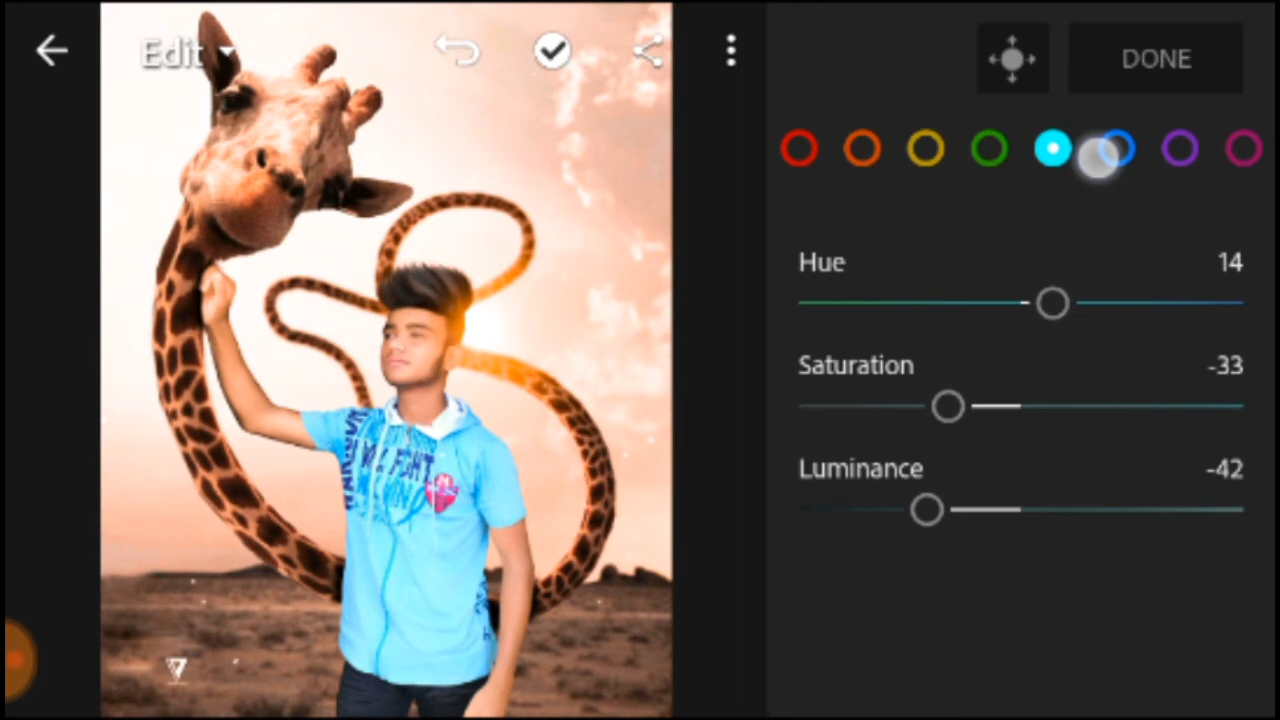 Edit
DONE
Hue 14
Saturation -33
Luminance -42